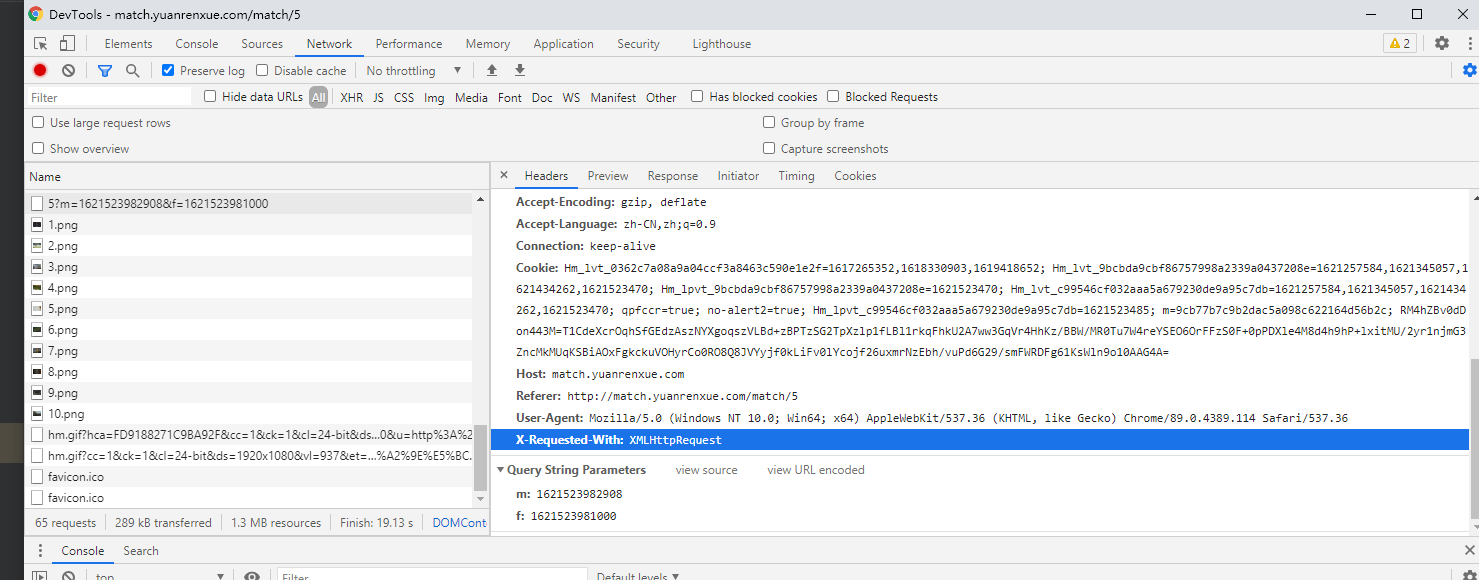 DevTools - match.yuanrenxue.com/match/5
Elements Console Sources Network Performance Memory Application Security Lighthouse 2
Preserve log Disable cache No throttling
Filter Hide data URLs All XHR JS CSS Img Media Font Doc WS Manifest Other Has blocked cookies Blocked Requests
Use large request rows Group by frame
Show overview Capture screenshots
Name
5?m=1621523982908&f=1621523981000
1.png
2.png
3.png
4.png
5.png
6.png
7.png
8.png
9.png
10.png
hm.gif?hca=FD9188271C9BA92F&cc=1&ck=1&cl=24-bit&ds...0&u=http%3A%2
hm.gif?cc=1&ck=1&cl=24-bit&ds=1920x1080&vl=937&et=...%A2%9E%E5%BC.
favicon.ico
favicon.ico
65 requests 289 kB transferred 1.3 MB resources Finish: 19.13 s DOMCont
Headers Preview Response Initiator Timing Cookies
Accept-Encoding: gzip, deflate
Accept-Language: zh-CN,zh;q=0.9
Connection: keep-alive
Cookie: Hm_lvt_0362c7a08a9a04ccf3a8463c590e1e2f=1617265352,1618330903,1619418652; Hm_lvt_9bcbda9cbf86757998a2339a0437208e=1621257584,1621345057,1
621434262,1621523470; Hm_lpvt_9bcbda9cbf86757998a2339a0437208e=1621523470; Hm_lvt_c99546cf032aaa5a679230de9a95c7db=1621257584,1621345057,1621434
262,1621523470; qpfccr=true; no-alert2=true; Hm_lpvt_c99546cf032aaa5a679230de9a95c7db=1621523485; m=9cb77b7c9b2dac5a098c622164d56b2c; RM4hZBv0dD
on443M=T1CdeXcrOqhSfGEdzAszNYXgoqszVLBd+zBPTzSG2TpXzlp1fLBl1rkqFhkU2A7ww3GqVr4HhKz/BBW/MR0Tu7W4reYSEO6OrFFzS0F+0pPDXle4M8d4h9hP+lxitMU/2yr1njmG3
ZncMkMUqKSBiAOxFgkckuVOHyrCo0RO8Q8JVYyjf0kLiFv0lYcojf26uxmrNzEbh/vuPd6G29/smFWRDFg61KsWln9o10AAG4A=
Host: match.yuanrenxue.com
Referer: http://match.yuanrenxue.com/match/5
User-Agent: Mozilla/5.0 (Windows NT 10.0; Win64; x64) AppleWebKit/537.36 (KHTML, like Gecko) Chrome/89.0.4389.114 Safari/537.36
X-Requested-With: XMLHttpRequest
Query String Parameters view source view URL encoded
m: 1621523982908
f: 1621523981000
Console Search
top Filter Default levels